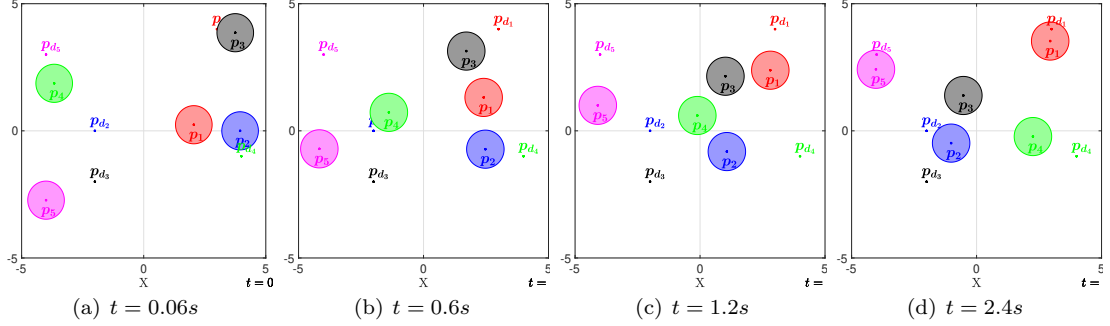 5 5 5 5
p p_3 p_{d_1} p_{d_1} p_{d_1}
p_{d_5} p_{d_5} p_3 p_{d_5} p_{d_5}
p_4 p_3 p_1 p_5
p_{d_2} p_1 p_2 p_4 p_1 p_{d_2} p_5 p_4 p_3
0 p_{d_4} 0 p_5 p_2 p_{d_4} 0 p_2 p_{d_4} 0 p_{d_2} p_2 p_4 p_{d_4}
p_{d_3} p_{d_3} p_{d_3} p_{d_3}
p_5
-5 -5 -5 -5
-5 0 5 -5 0 5 -5 0 5 -5 0 5
X t = 0 X t = X t = X t =
(a) t = 0.06s (b) t = 0.6s (c) t = 1.2s (d) t = 2.4s